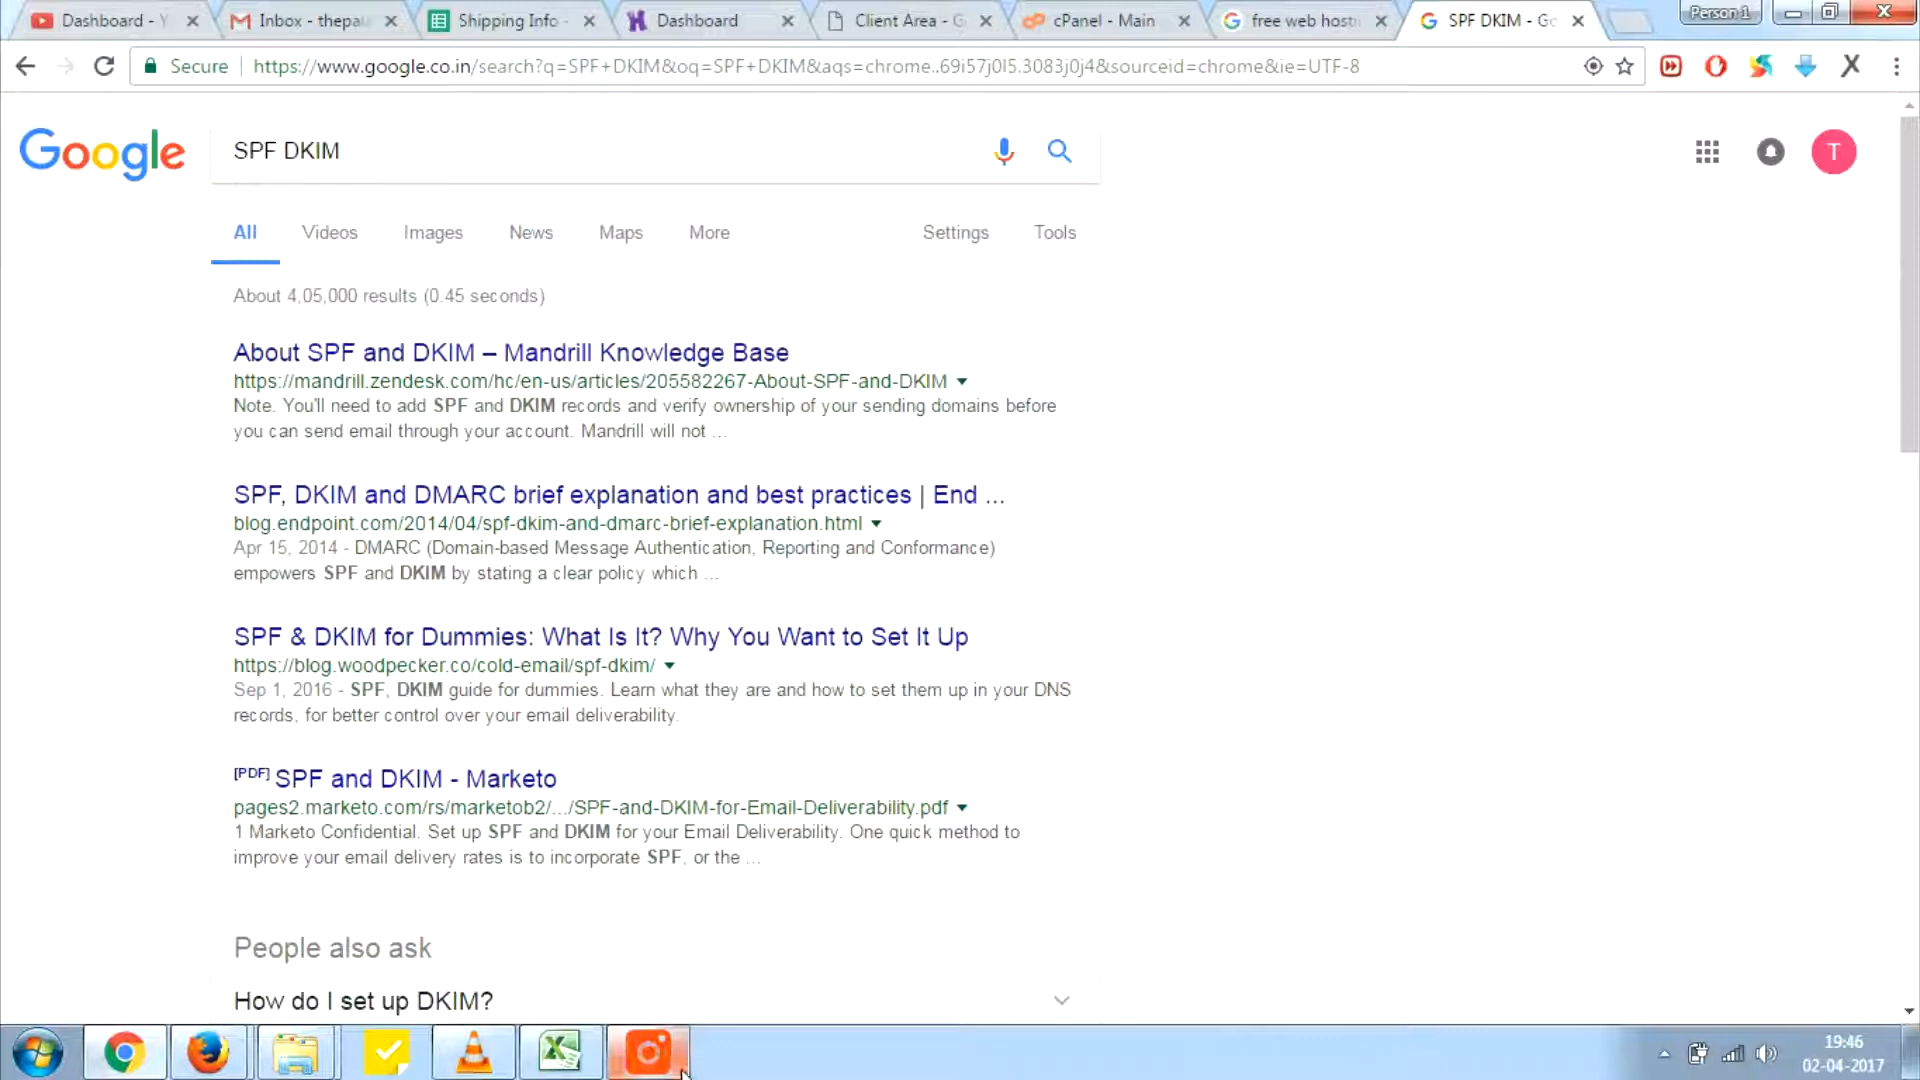 Dashboard - Y
Inbox - thepau
Shipping Info -
Dashboard
Client Area - G
cPanel - Main
free web hosti
SPF DKIM - Go
Person 1
Secure
https://www.google.co.in/search?q=SPF+DKIM&oq=SPF+DKIM&aqs=chrome..69i57j0l5.3083j0j4&sourceid=chrome&ie=UTF-8
Google
SPF DKIM
T
All
Videos
Images
News
Maps
More
Settings
Tools
About 4,05,000 results (0.45 seconds)
About SPF and DKIM – Mandrill Knowledge Base
https://mandrill.zendesk.com/hc/en-us/articles/205582267-About-SPF-and-DKIM
Note. You'll need to add SPF and DKIM records and verify ownership of your sending domains before
you can send email through your account. Mandrill will not ...
SPF, DKIM and DMARC brief explanation and best practices | End ...
blog.endpoint.com/2014/04/spf-dkim-and-dmarc-brief-explanation.html
Apr 15, 2014 - DMARC (Domain-based Message Authentication, Reporting and Conformance)
empowers SPF and DKIM by stating a clear policy which ...
SPF & DKIM for Dummies: What Is It? Why You Want to Set It Up
https://blog.woodpecker.co/cold-email/spf-dkim/
Sep 1, 2016 - SPF, DKIM guide for dummies. Learn what they are and how to set them up in your DNS
records, for better control over your email deliverability.
[PDF] SPF and DKIM - Marketo
pages2.marketo.com/rs/marketob2/.../SPF-and-DKIM-for-Email-Deliverability.pdf
1 Marketo Confidential. Set up SPF and DKIM for your Email Deliverability. One quick method to
improve your email delivery rates is to incorporate SPF, or the ...
People also ask
How do I set up DKIM?
19:46
02-04-2017